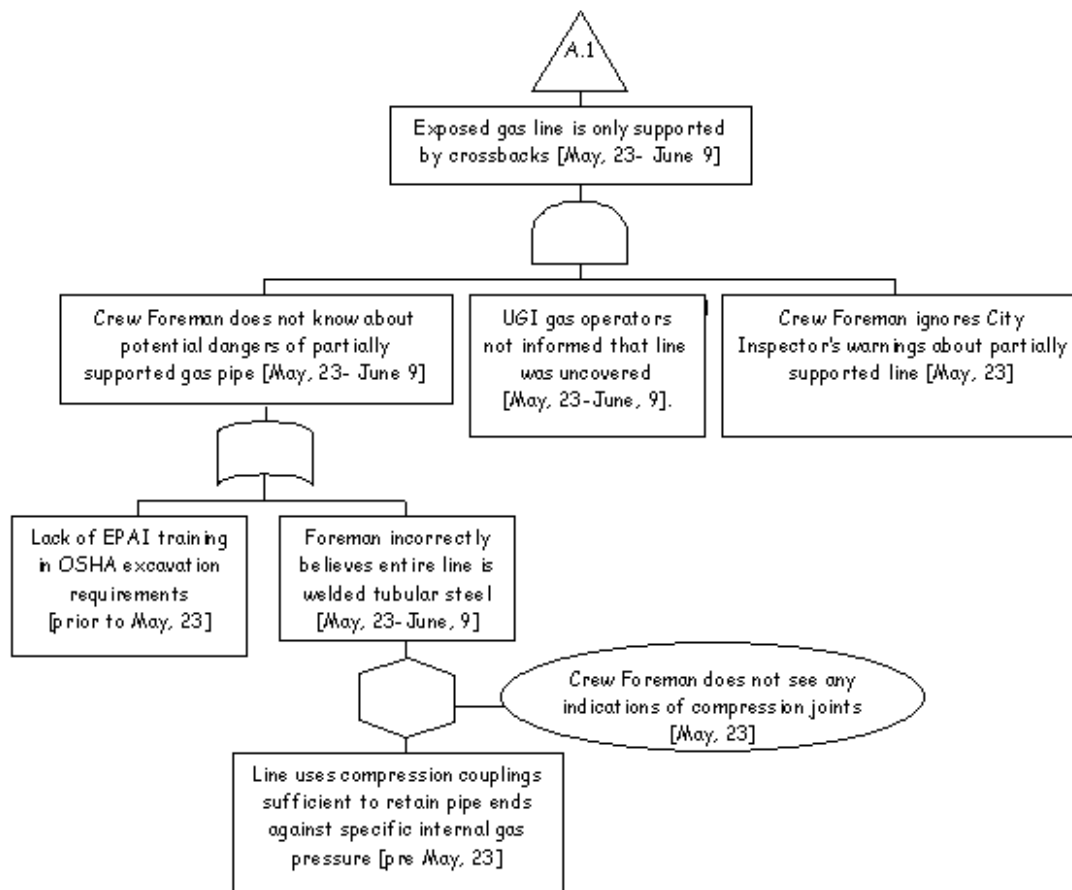 A.1
Exposed gas line is only supported
by crossbacks [May, 23- June 9]
Crew Foreman does not know about
potential dangers of partially
supported gas pipe [May, 23- June 9]
UGI gas operators
not informed that line
was uncovered
[May, 23-June, 9].
Crew Foreman ignores City
Inspector's warnings about partially
supported line [May, 23]
Lack of EPAI training
in OSHA excavation
requirements
[prior to May, 23]
Foreman incorrectly
believes entire line is
welded tubular steel
[May, 23-June, 9]
Crew Foreman does not see any
indications of compression joints
[May, 23]
Line uses compression couplings
sufficient to retain pipe ends
against specific internal gas
pressure [pre May, 23]